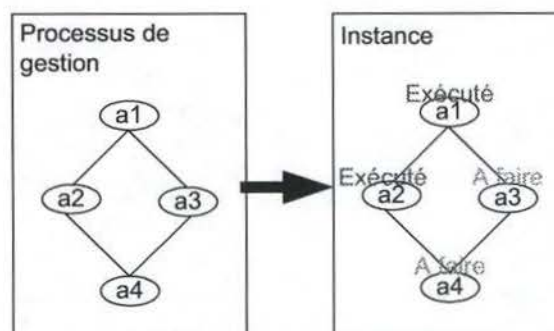 Processus de
gestion
a1
a2
a3
a4
Instance
Exécuté
a1
Exécuté
a2
A faire
a3
A faire
a4